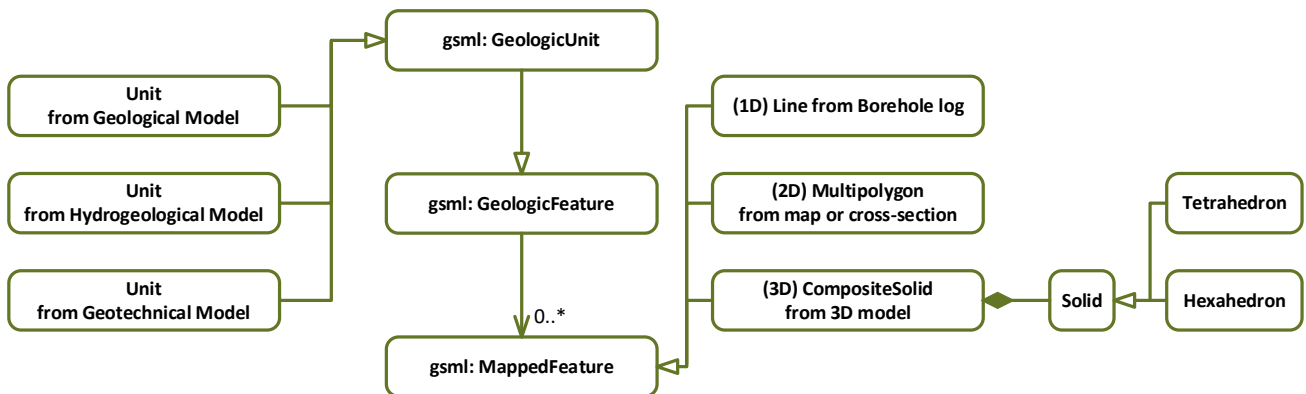 gsml: GeologicUnit
Unit
from Geological Model
(1D) Line from Borehole log
Unit
from Hydrogeological Model
gsml: GeologicFeature
(2D) Multipolygon
from map or cross-section
Tetrahedron
Unit
from Geotechnical Model
(3D) CompositeSolid
from 3D model
Solid
Hexahedron
0..*
gsml: MappedFeature